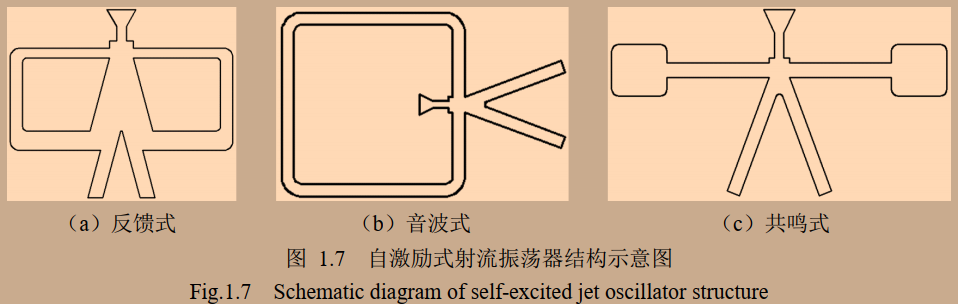 （a）反馈式 （b）音波式 （c）共鸣式
图 1.7 自激励式射流振荡器结构示意图
Fig.1.7 Schematic diagram of self-excited jet oscillator structure